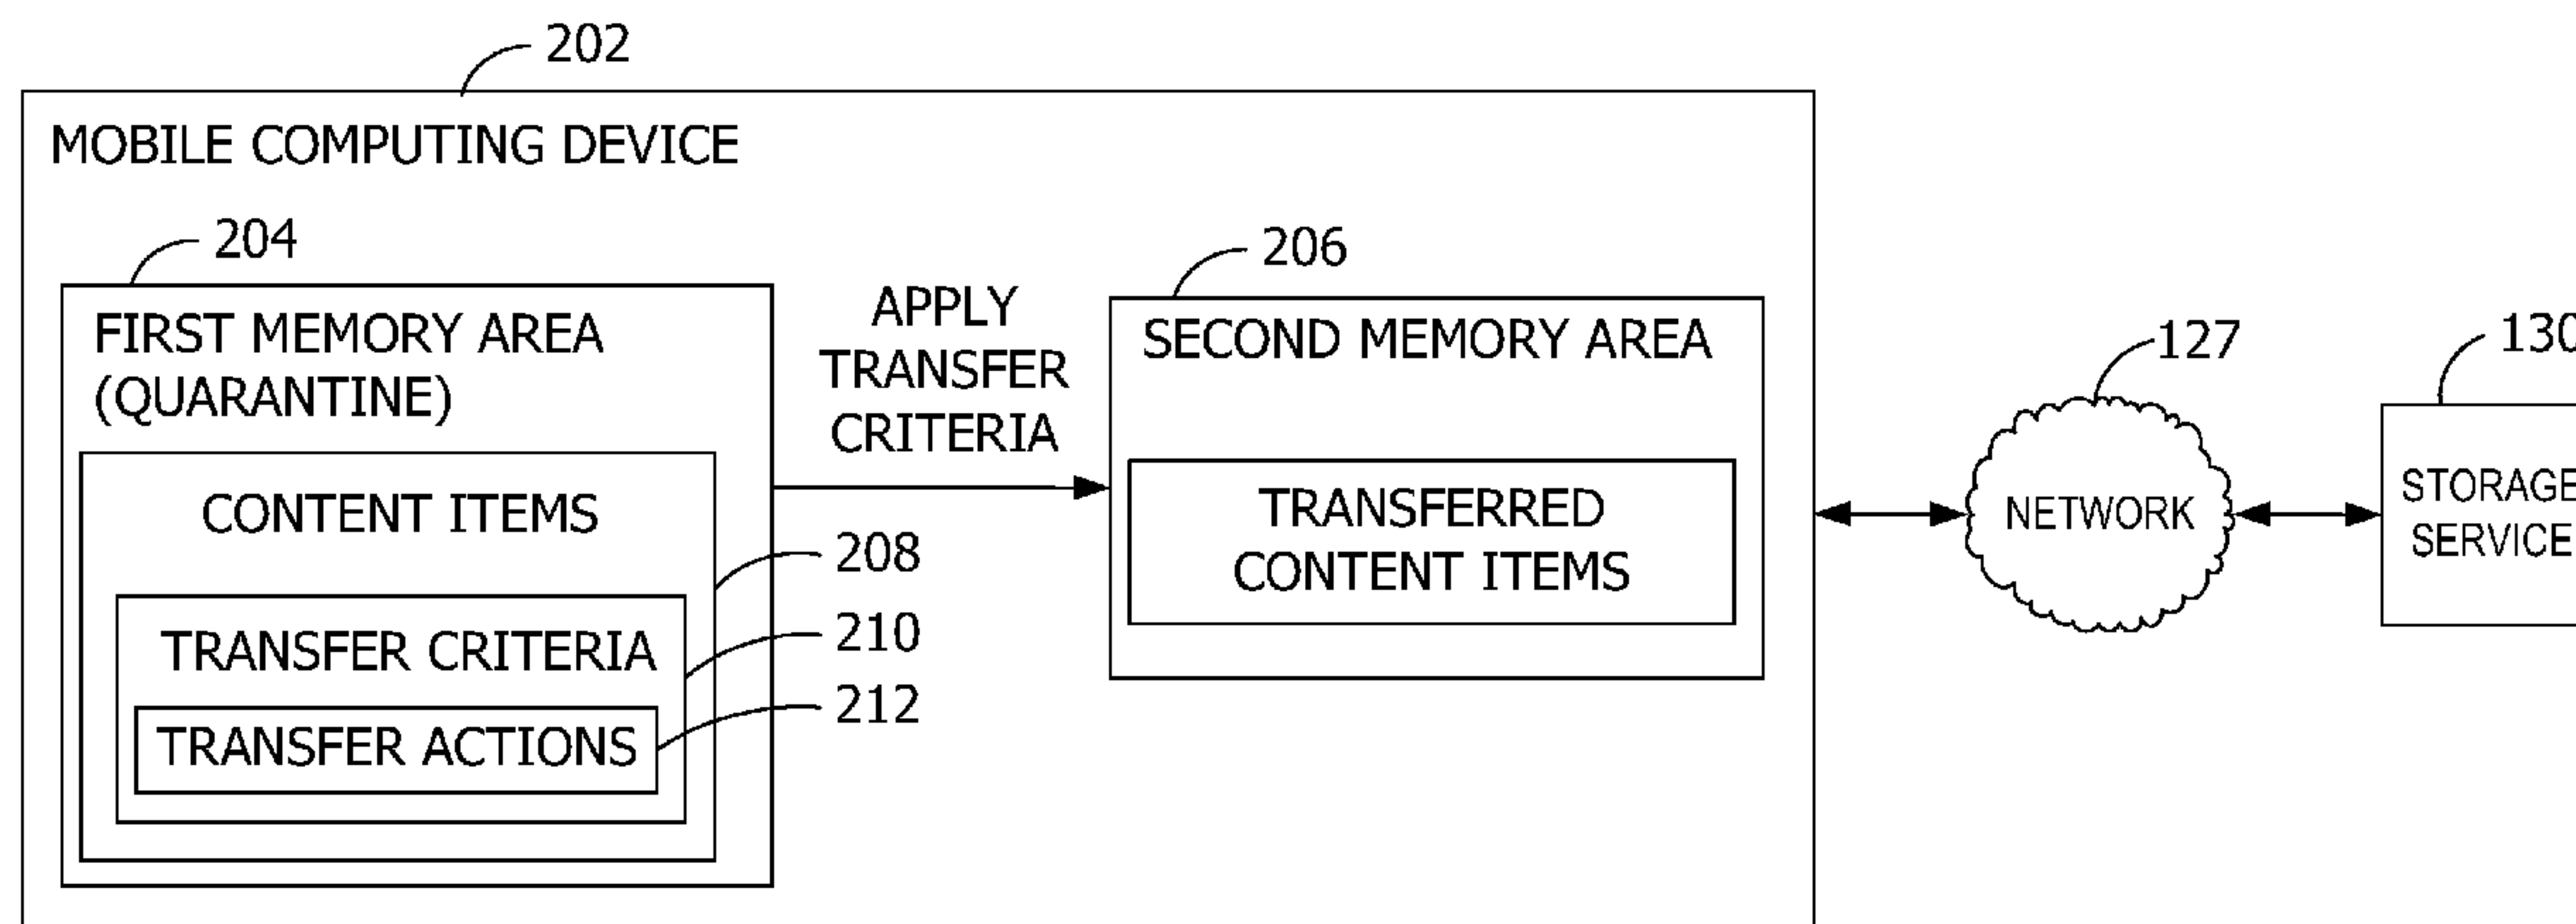 202
MOBILE COMPUTING DEVICE
204
FIRST MEMORY AREA
(QUARANTINE)
CONTENT ITEMS
208
TRANSFER CRITERIA
210
TRANSFER ACTIONS
212
APPLY
TRANSFER
CRITERIA
206
SECOND MEMORY AREA
TRANSFERRED
CONTENT ITEMS
127
NETWORK
130
STORAGE
SERVICE